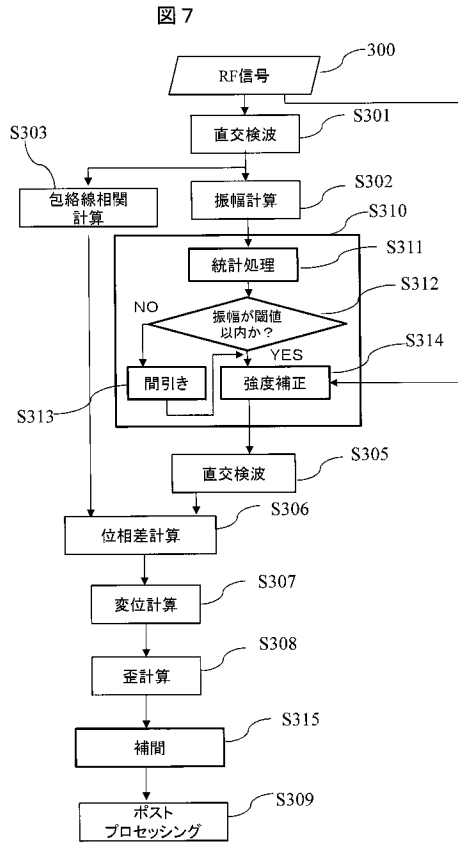 図7
RF信号
300
S301
直交検波
S303
包絡線相関
計算
S302
振幅計算
S310
S311
統計処理
S312
NO
振幅が閾値
以内か?
YES
S314
間引き
強度補正
S313
直交検波
S305
S306
位相差計算
変位計算
S307
歪計算
S308
S315
補間
ポスト
プロセッシング
S309